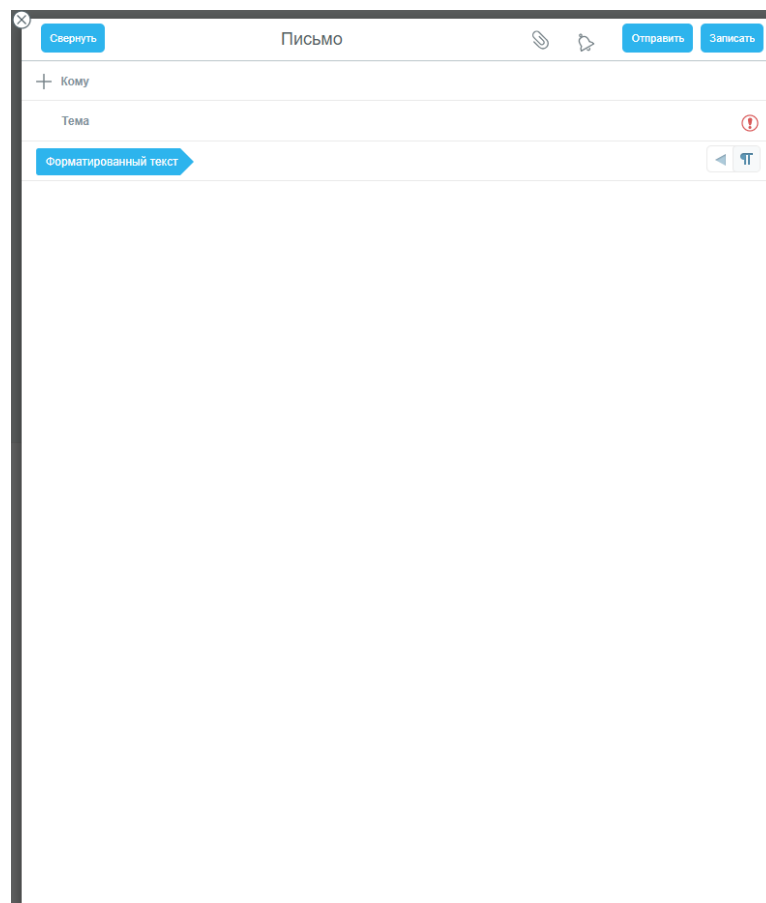 Свернуть Письмо Отправить Записать
Кому
Тема
Форматированный текст